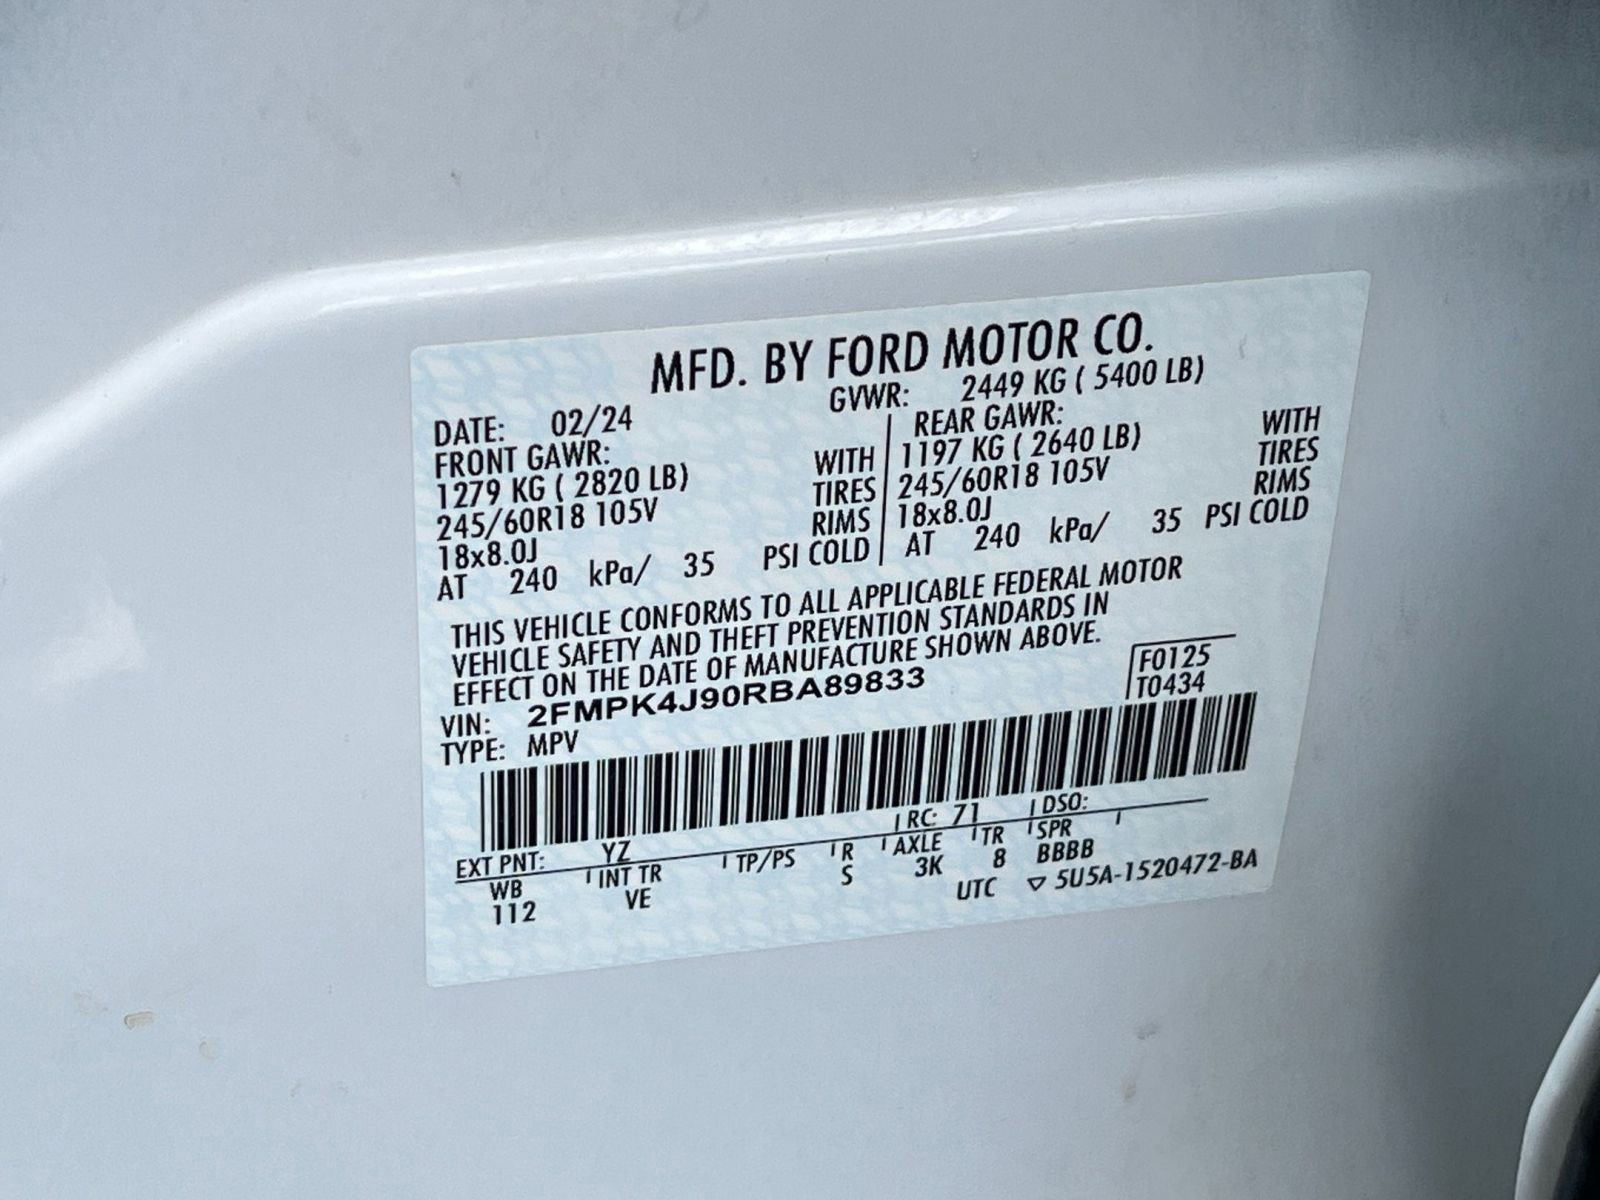 MFD. BY FORD MOTOR CO.
DATE: 02/24 GVWR: 2449 KG ( 5400 LB)
FRONT GAWR: REAR GAWR:
1279 KG ( 2820 LB) WITH 1197 KG ( 2640 LB) WITH
245/60R18 105V TIRES 245/60R18 105V TIRES
18x8.0J RIMS 18x8.0J RIMS
AT 240 kPa/ 35 PSI COLD AT 240 kPa/ 35 PSI COLD
THIS VEHICLE CONFORMS TO ALL APPLICABLE FEDERAL MOTOR
VEHICLE SAFETY AND THEFT PREVENTION STANDARDS IN
EFFECT ON THE DATE OF MANUFACTURE SHOWN ABOVE.
VIN: 2FMPK4J90RBA89833 F0125
TYPE: MPV T0434
EXT PNT: YZ RC: 71 DSO:
WB INT TR TP/PS R AXLE TR SPR
112 VE S 3K 8 BBBB
UTC ▽ 5U5A-1520472-BA